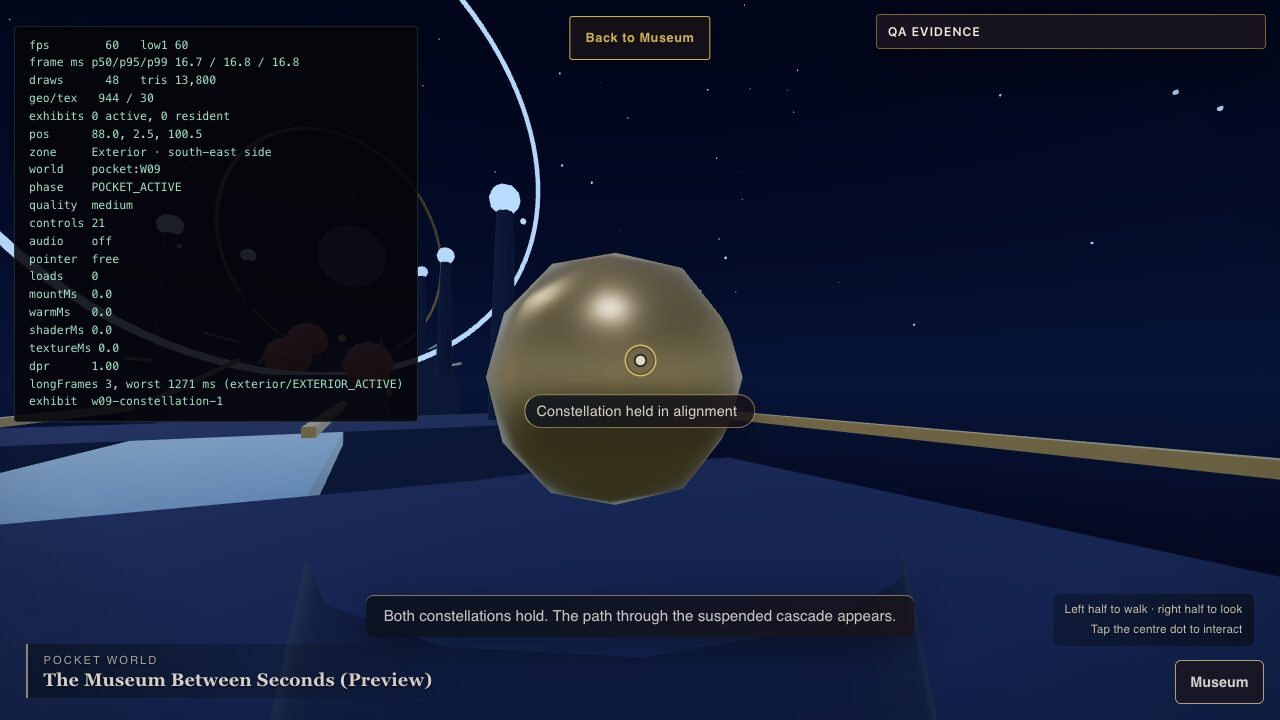 fps 60 low1 60
frame ms p50/p95/p99 16.7 / 16.8 / 16.8
draws 48 tris 13,800
geo/tex 944 / 30
exhibits 0 active, 0 resident
pos 88.0, 2.5, 100.5
zone Exterior · south-east side
world pocket:W09
phase POCKET_ACTIVE
quality medium
controls 21
audio off
pointer free
loads 0
mountMs 0.0
warmMs 0.0
shaderMs 0.0
textureMs 0.0
dpr 1.00
longFrames 3, worst 1271 ms (exterior/EXTERIOR_ACTIVE)
exhibit w09-constellation-1
Back to Museum
QA EVIDENCE
Constellation held in alignment
Both constellations hold. The path through the suspended cascade appears.
Left half to walk · right half to look
Tap the centre dot to interact
POCKET WORLD
The Museum Between Seconds (Preview)
Museum